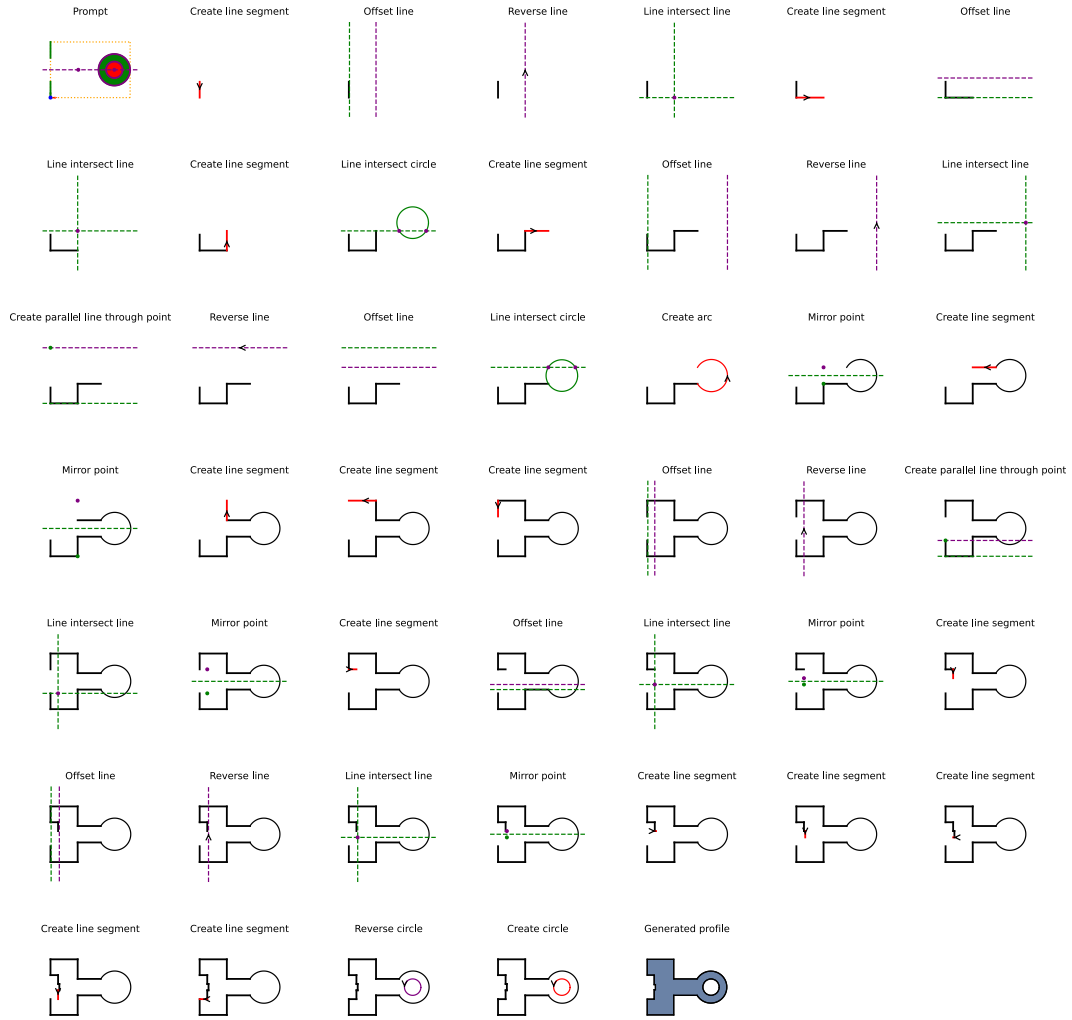 Prompt
Create line segment
Offset line
Reverse line
Line intersect line
Create line segment
Offset line
Line intersect line
Create line segment
Line intersect circle
Create line segment
Offset line
Reverse line
Line intersect line
Create parallel line through point
Reverse line
Offset line
Line intersect circle
Create arc
Mirror point
Create line segment
Mirror point
Create line segment
Create line segment
Create line segment
Offset line
Reverse line
Create parallel line through point
Line intersect line
Mirror point
Create line segment
Offset line
Line intersect line
Mirror point
Create line segment
Offset line
Reverse line
Line intersect line
Mirror point
Create line segment
Create line segment
Create line segment
Create line segment
Create line segment
Reverse circle
Create circle
Generated profile